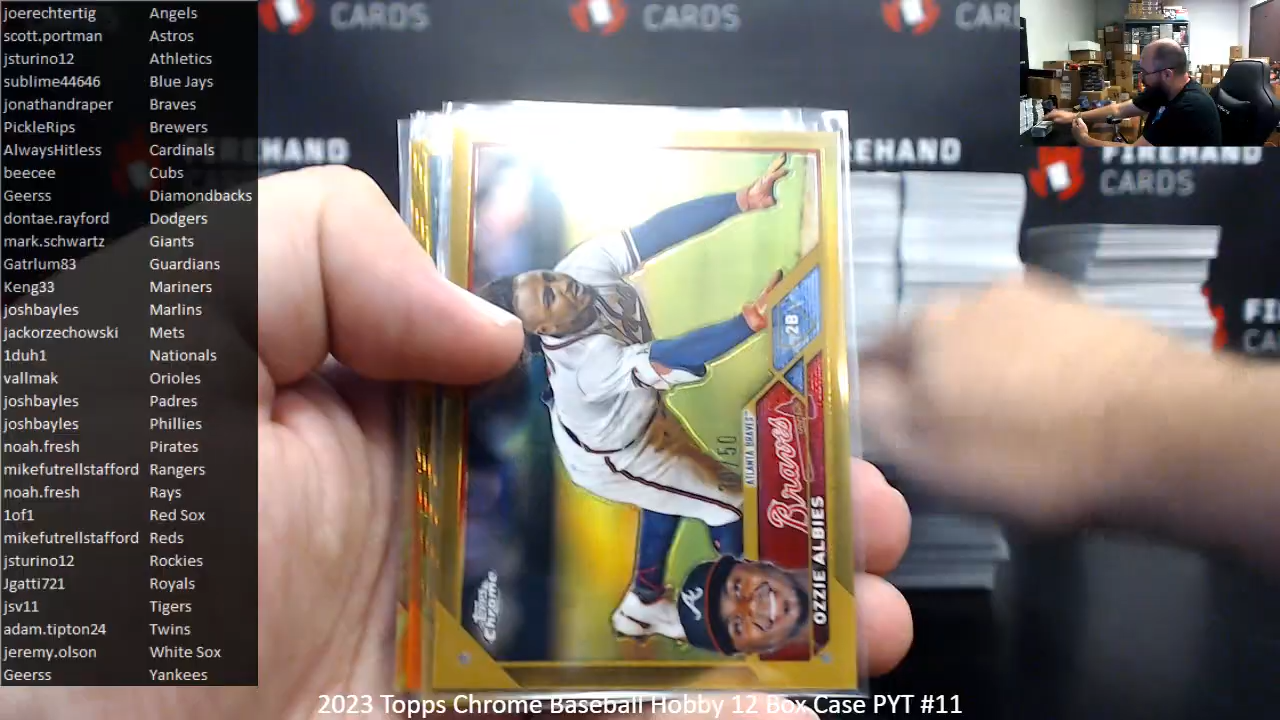 joerechtertig Angels
scott.portman Astros
jsturino12 Athletics
sublime44646 Blue Jays
jonathandraper Braves
PickleRips Brewers
AlwaysHitless Cardinals
beecee Cubs
Geerss Diamondbacks
dontae.rayford Dodgers
mark.schwartz Giants
Gatrlum83 Guardians
Keng33 Mariners
joshbayles Marlins
jackorzechowski Mets
1duh1 Nationals
vallmak Orioles
joshbayles Padres
joshbayles Phillies
noah.fresh Pirates
mikefutrellstafford Rangers
noah.fresh Rays
1of1 Red Sox
mikefutrellstafford Reds
jsturino12 Rockies
Jgatti721 Royals
jsv11 Tigers
adam.tipton24 Twins
jeremy.olson White Sox
Geerss Yankees
CARDS
CARDS
CARDS
REHAND
FIREHAND
CARDS
Topps
Chrome
2B
/50
ATLANTA BRAVES
Braves
OZZIE ALBIES
A
2023 Topps Chrome Baseball Hobby 12 Box Case PYT #11